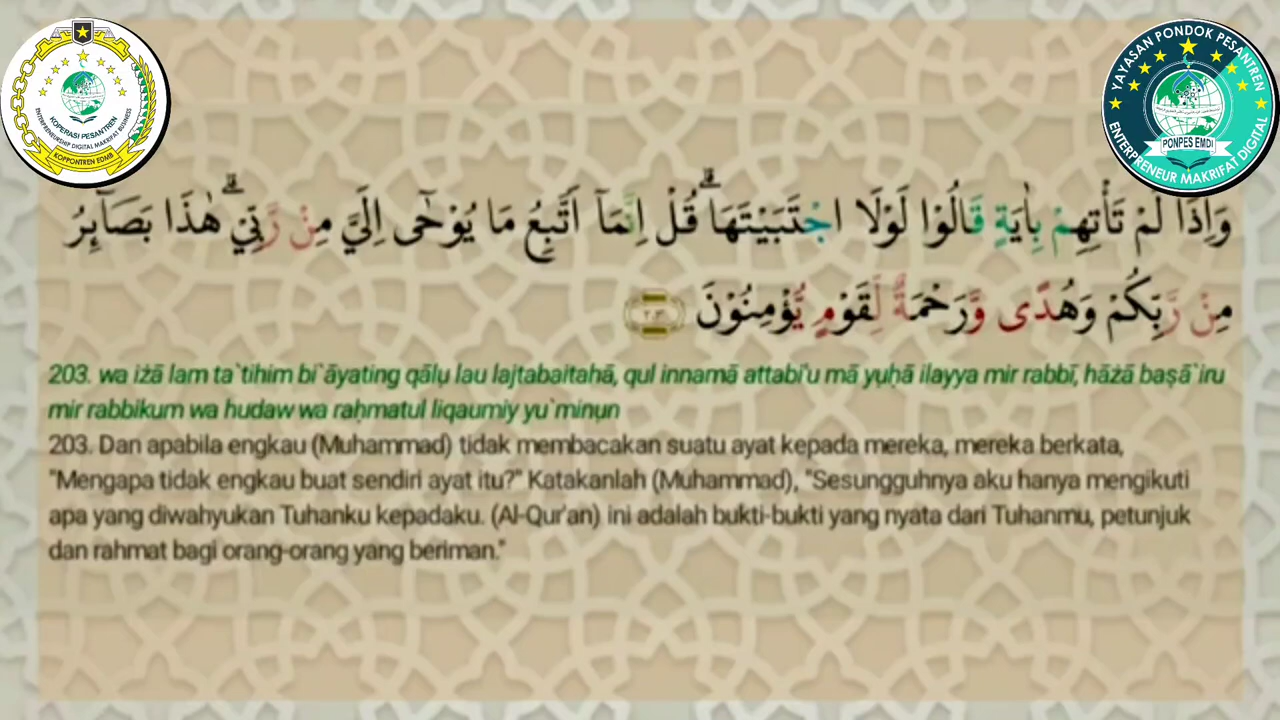 KOPERASI PESANTREN
ENTREPRENEURSHIP DIGITAL MAKRIFAT BUSINESS
KOPPONTREN EDMB
YAYASAN PONDOK PESANTREN
PONPES EMDI
ENTERPRENEUR MAKRIFAT DIGITAL
وَاِذَا لَمْ تَأْتِهِمْ بِاٰيَةٍ قَالُوْا لَوْلَا اجْتَبَيْتَهَاۗ قُلْ اِنَّمَآ اَتَّبِعُ مَا يُوْحٰٓى اِلَيَّ مِنْ رَّبِّيْۗ هٰذَا بَصَاۤىِٕرُ
مِنْ رَّبِّكُمْ وَهُدًى وَّرَحْمَةٌ لِّقَوْمٍ يُّؤْمِنُوْنَ ٢٠٣
203. wa iżā lam ta`tihim bi`āyating qālụ lau lajtabaitahā, qul innamā attabi'u mā yụḥā ilayya mir rabbī, hāżā baṣā`iru
mir rabbikum wa hudaw wa raḥmatul liqaumiy yu`minụn
203. Dan apabila engkau (Muhammad) tidak membacakan suatu ayat kepada mereka, mereka berkata,
"Mengapa tidak engkau buat sendiri ayat itu?" Katakanlah (Muhammad), "Sesungguhnya aku hanya mengikuti
apa yang diwahyukan Tuhanku kepadaku. (Al-Qur'an) ini adalah bukti-bukti yang nyata dari Tuhanmu, petunjuk
dan rahmat bagi orang-orang yang beriman."